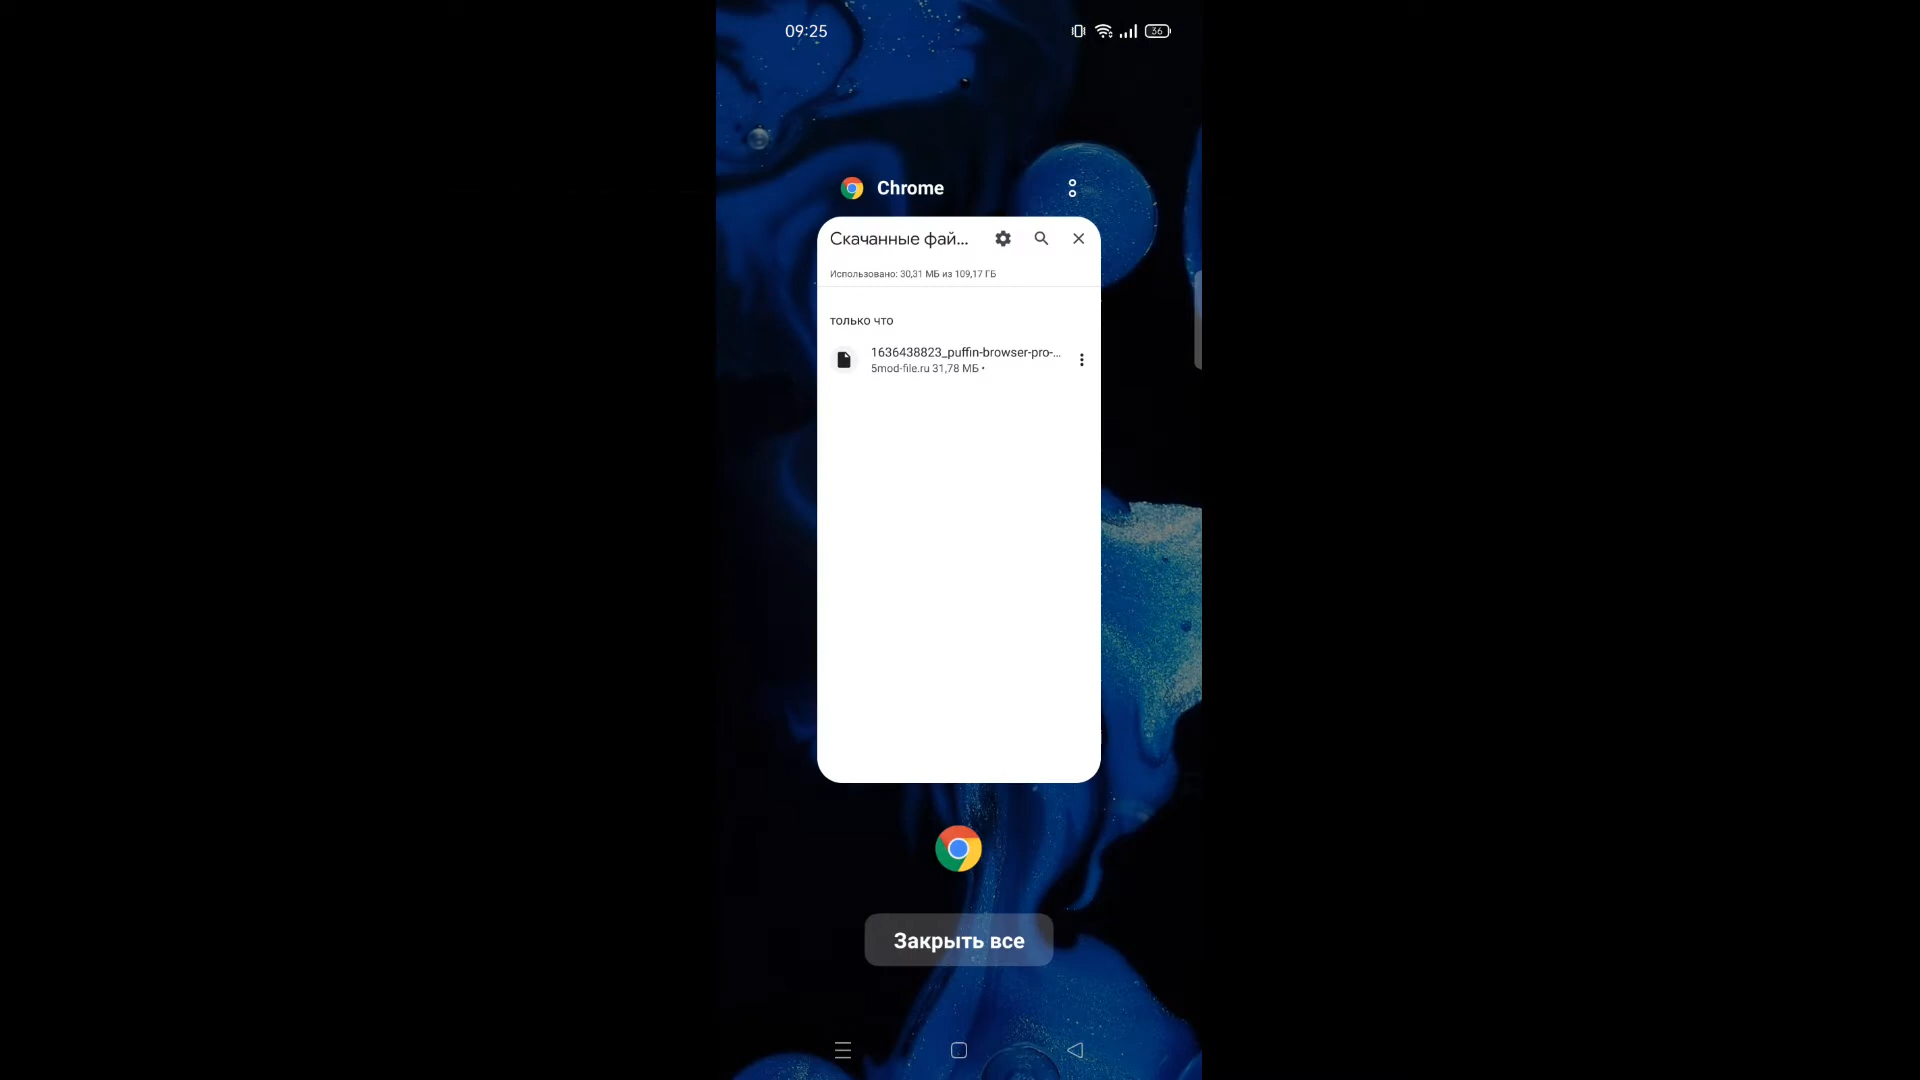 09:25
36
Chrome
Скачанные фай...
Использовано: 30,31 МБ из 109,17 ГБ
только что
1636438823_puffin-browser-pro-...
5mod-file.ru 31,78 МБ •
Закрыть все